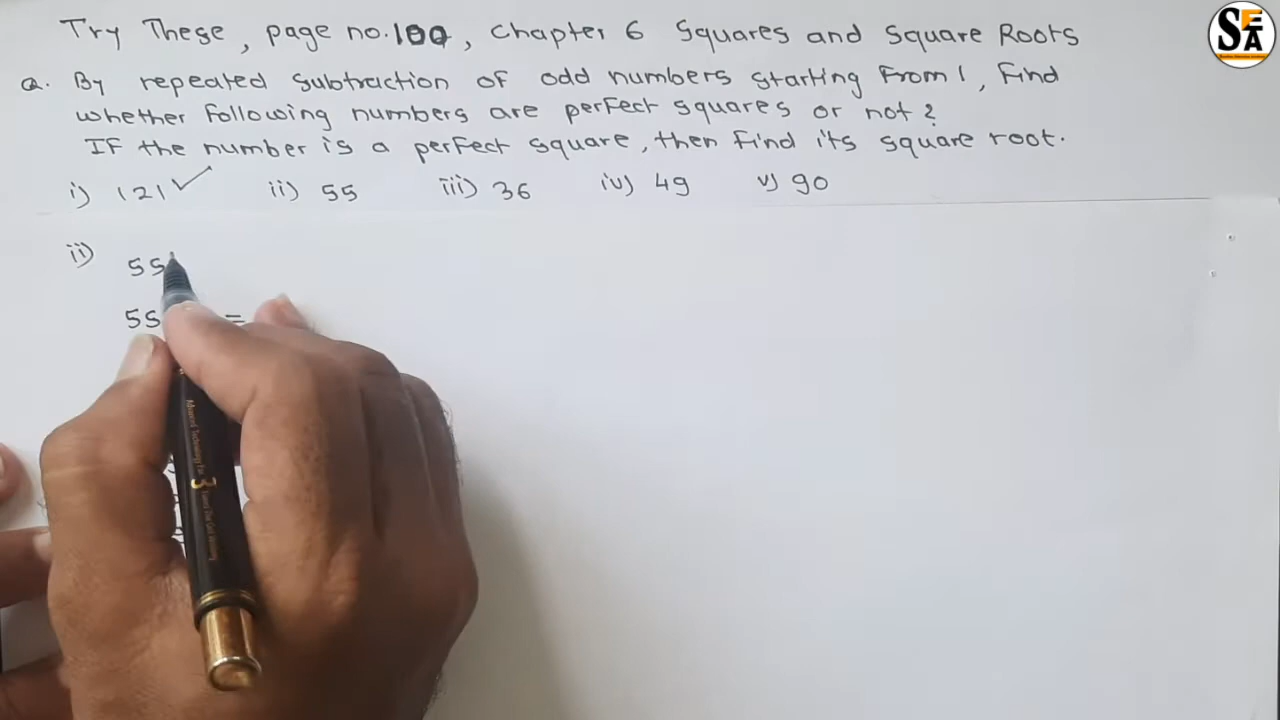 Try These, page no.100, Chapter 6 Squares and Square Roots
Q. By repeated subtraction of odd numbers starting from 1, Find
whether following numbers are perfect squares or not?
If the number is a perfect square, then find its square root.
i) 121 ✓ ii) 55 iii) 36 iv) 49 v) 90
ii) 55
55 =
SFEA
3